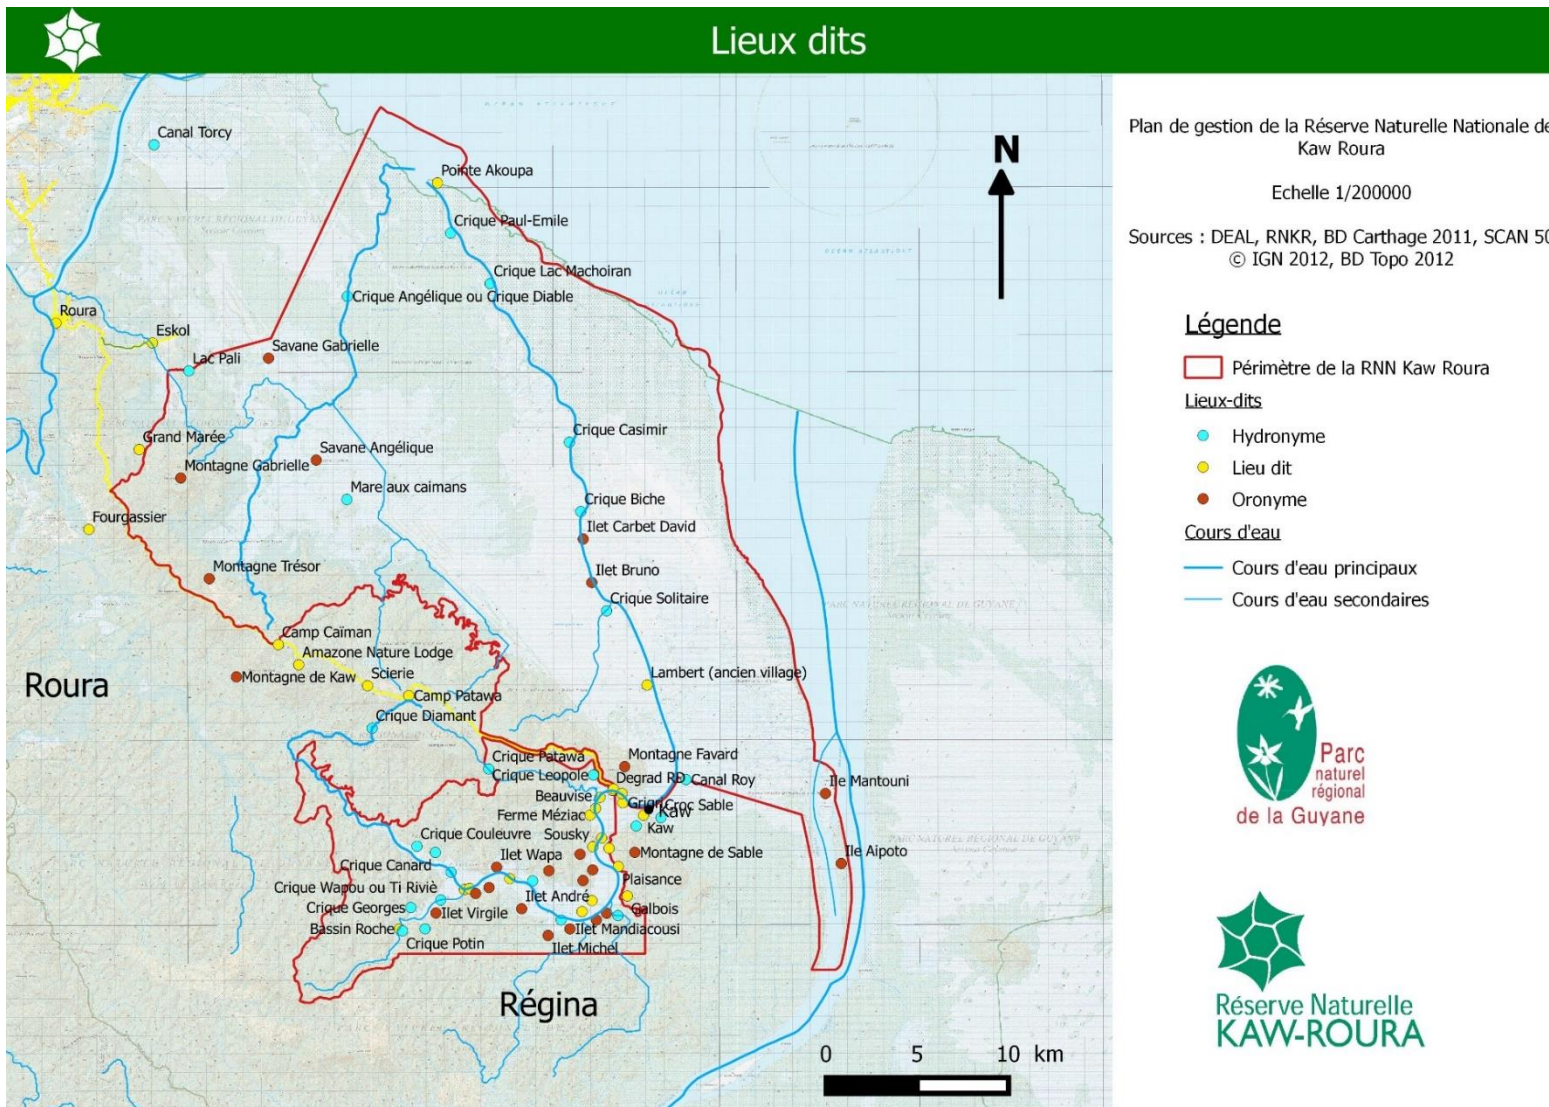 Lieux dits
Plan de gestion de la Réserve Naturelle Nationale de
Kaw Roura
Echelle 1/200000
Sources : DEAL, RNKR, BD Carthage 2011, SCAN 50
© IGN 2012, BD Topo 2012
Légende
Périmètre de la RNN Kaw Roura
Lieux-dits
Hydronyme
Lieu dit
Oronyme
Cours d'eau
Cours d'eau principaux
Cours d'eau secondaires
Parc
naturel
régional
de la Guyane
Réserve Naturelle
KAW-ROURA
N
Canal Torcy
Pointe Akoupa
Crique Paul-Emile
Crique Lac Machoiran
Crique Angélique ou Crique Diable
Roura
Eskol
Lac Pali
Savane Gabrielle
Grand Marée
Montagne Gabrielle
Savane Angélique
Crique Casimir
Mare aux caimans
Crique Biche
Fourgassier
Ilet Carbet David
Montagne Trésor
Ilet Bruno
Crique Solitaire
PARC NATUREL REGIONAL DE GUYANE
Camp Caïman
Amazone Nature Lodge
Montagne de Kaw
Scierie
Lambert (ancien village)
Roura
Camp Patawa
Crique Diamant
Crique Patawa
Montagne Favard
Crique Leopole
Degrad RD
Canal Roy
Ile Mantouni
Beauvise
Croc Sable
Kaw
Ferme Méziac
Kaw
Crique Couleuvre
Sousky
Ilet Wapa
Montagne de Sable
Ile Aipoto
Crique Canard
Plaisance
Crique Wapou ou Ti Riviè
Ilet André
Crique Georges
Ilet Virgile
Galbois
Bassin Roche
Ilet Mandiacousi
Crique Potin
Ilet Michel
Régina
0 5 10 km